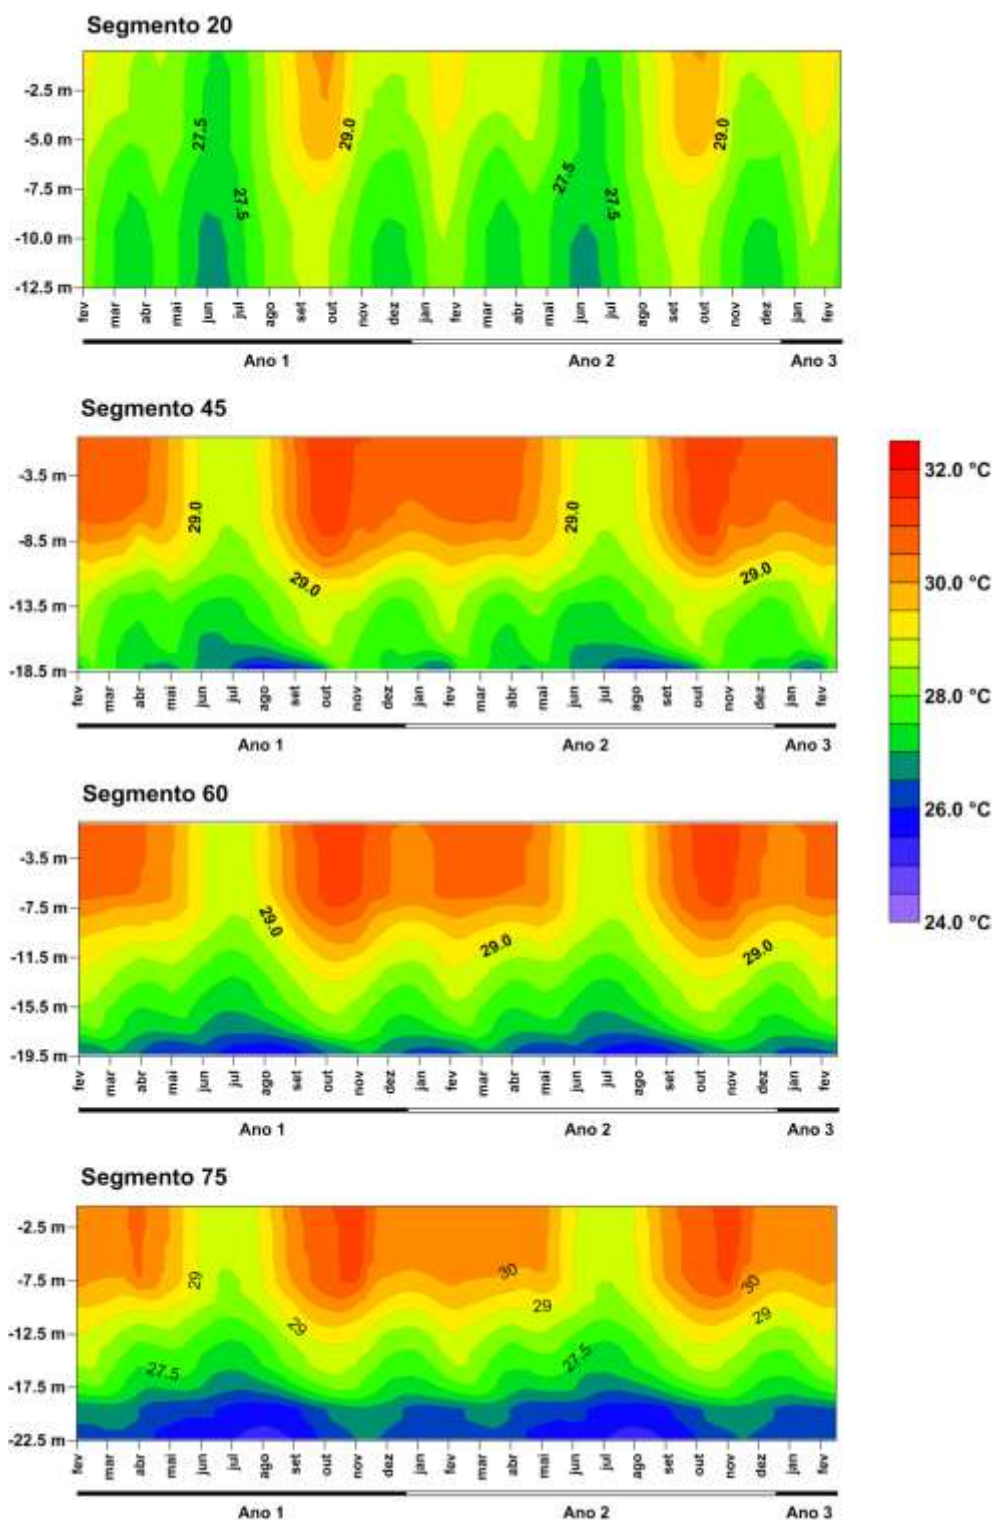 Segmento 20
-2.5 m
-5.0 m
-7.5 m
-10.0 m
-12.5 m
27.5
27.5
29.0
27.5
27.5
29.0
fev mar abr mai jun jul ago set out nov dez jan fev mar abr mai jun jul ago set out nov dez jan fev
Ano 1 Ano 2 Ano 3
Segmento 45
-3.5 m
-8.5 m
-13.5 m
-18.5 m
29.0
29.0
29.0
29.0
fev mar abr mai jun jul ago set out nov dez jan fev mar abr mai jun jul ago set out nov dez jan fev
Ano 1 Ano 2 Ano 3
32.0 °C
30.0 °C
28.0 °C
26.0 °C
24.0 °C
Segmento 60
-3.5 m
-7.5 m
-11.5 m
-15.5 m
-19.5 m
29.0
29.0
29.0
fev mar abr mai jun jul ago set out nov dez jan fev mar abr mai jun jul ago set out nov dez jan fev
Ano 1 Ano 2 Ano 3
Segmento 75
-2.5 m
-7.5 m
-12.5 m
-17.5 m
-22.5 m
29
27.5
29
30
29
27.5
30
29
fev mar abr mai jun jul ago set out nov dez jan fev mar abr mai jun jul ago set out nov dez jan fev
Ano 1 Ano 2 Ano 3